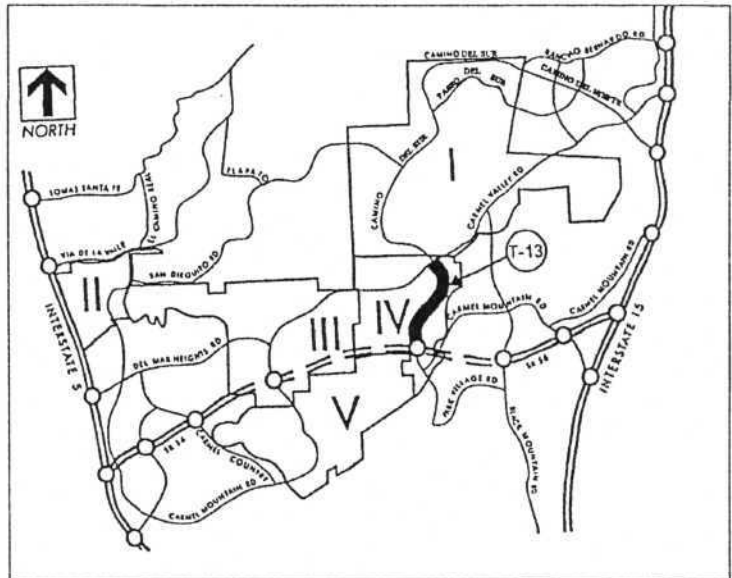 NORTH
CAMINO DEL SUR
RANCHO BERNARDO RD
CAMINO DEL NORTE
PASEO DEL SUR
LOMAS SANTA FE
EL CAMINO REAL
EL APAJO
CAMINO DEL SUR
I
CARMEL VALLEY RD
VIA DE LA VALLE
SAN DIEGUITO RD
II
T-13
INTERSTATE 5
DEL MAR HEIGHTS RD
III
IV
CARMEL MOUNTAIN RD
CARMEL MOUNTAIN RD
INTERSTATE 15
SR 56
PARK VILLAGE RD
V
SR 56
CARMEL COUNTRY
BLACK MOUNTAIN RD
CARMEL MOUNTAIN RD